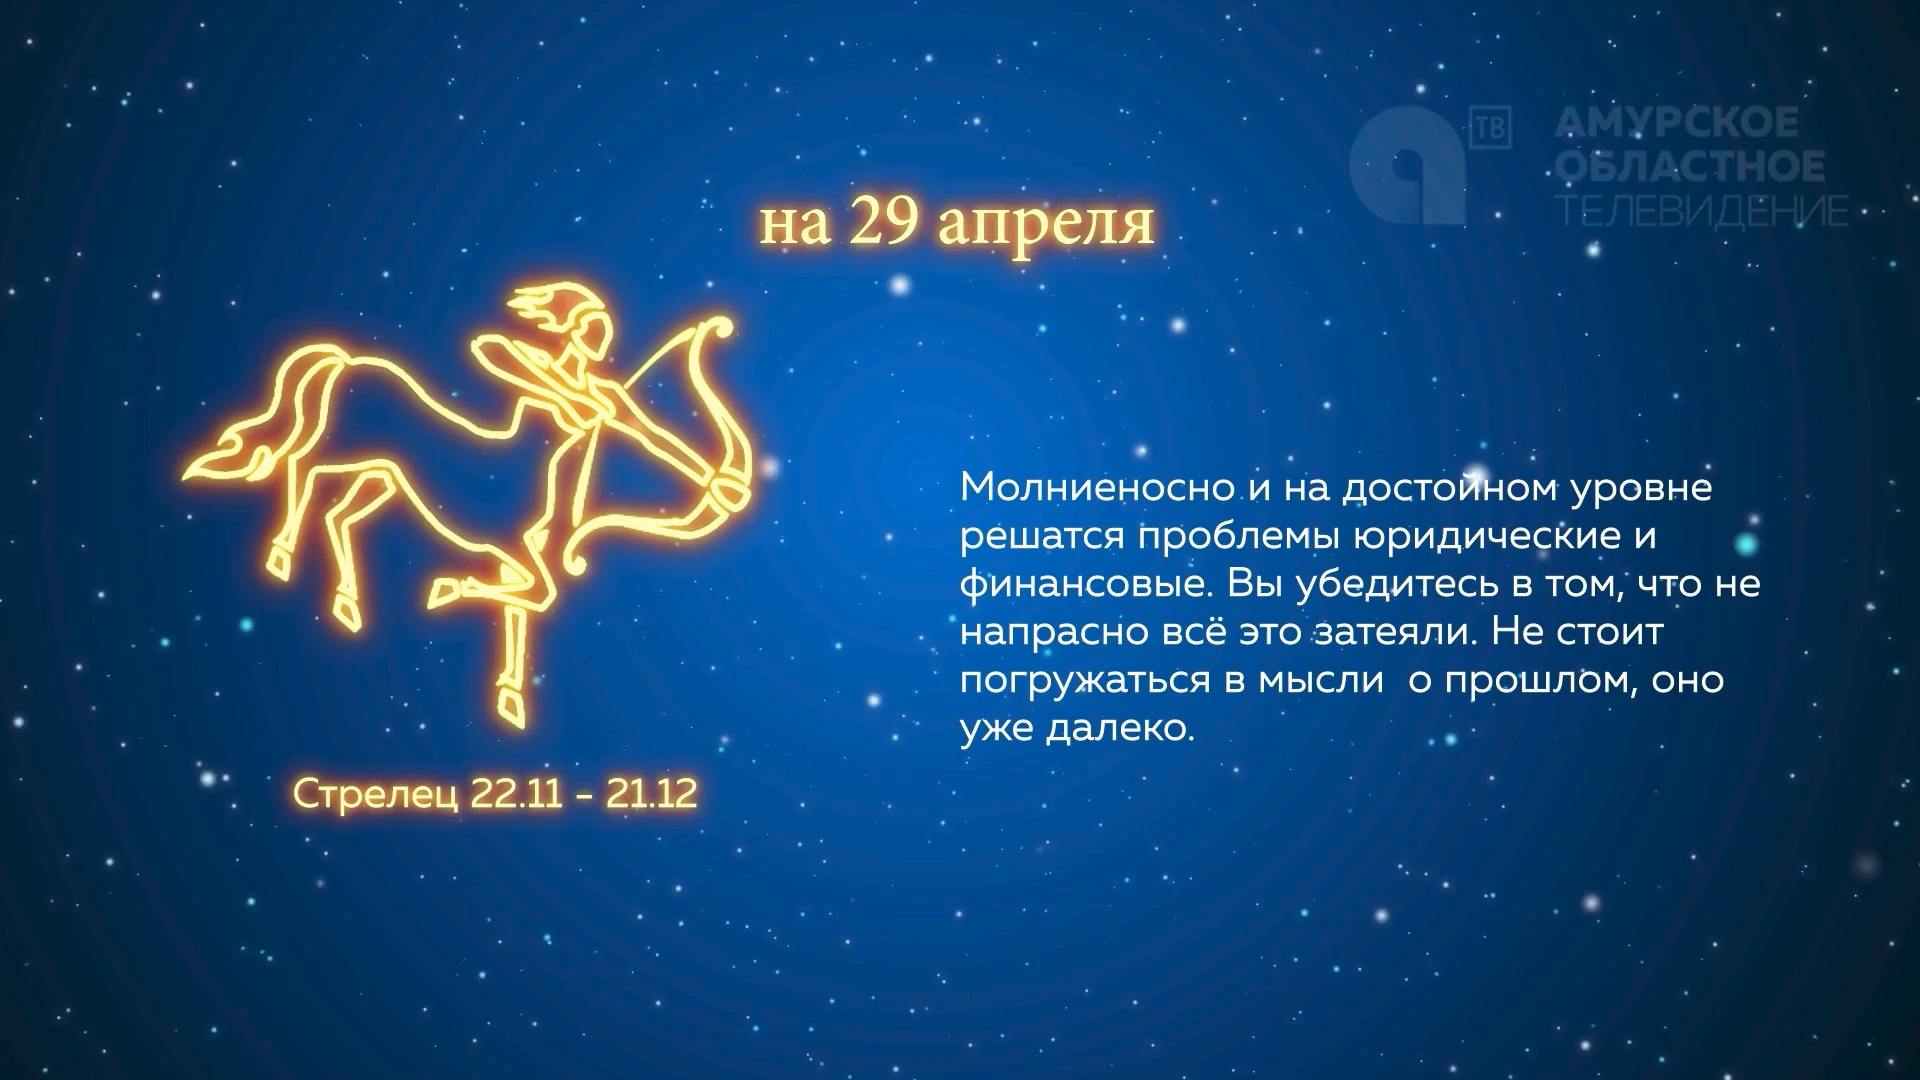 ТВ
АМУРСКОЕ
ОБЛАСТНОЕ
ТЕЛЕВИДЕНИЕ
на 29 апреля
Молниеносно и на достойном уровне
решатся проблемы юридические и
финансовые. Вы убедитесь в том, что не
напрасно всё это затеяли. Не стоит
погружаться в мысли  о прошлом, оно
уже далеко.
Стрелец 22.11 - 21.12